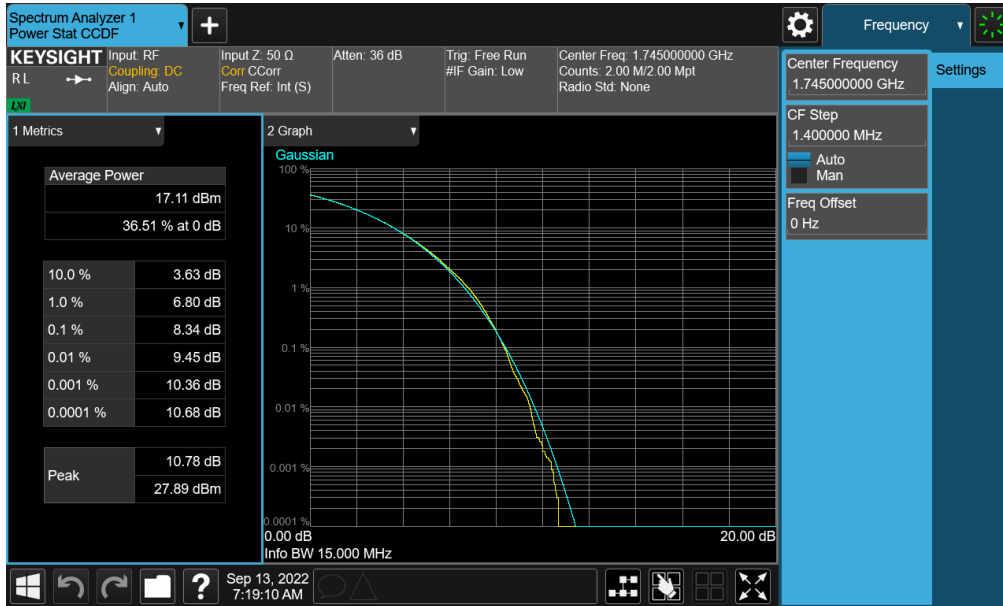 Spectrum Analyzer 1
Power Stat CCDF
Frequency
KEYSIGHT
R L
LXI
Input: RF
Coupling: DC
Align: Auto
Input Z: 50 Ω
Corr CCorr
Freq Ref: Int (S)
Atten: 36 dB
Trig: Free Run
#IF Gain: Low
Center Freq: 1.745000000 GHz
Counts: 2.00 M/2.00 Mpt
Radio Std: None
Center Frequency
1.745000000 GHz
Settings
CF Step
1.400000 MHz
Auto
Man
Freq Offset
0 Hz
1 Metrics
Average Power
17.11 dBm
36.51 % at 0 dB
10.0 % 3.63 dB
1.0 % 6.80 dB
0.1 % 8.34 dB
0.01 % 9.45 dB
0.001 % 10.36 dB
0.0001 % 10.68 dB
Peak 10.78 dB
27.89 dBm
2 Graph
Gaussian
100 %
10 %
1 %
0.1 %
0.01 %
0.001 %
0.0001 %
0.00 dB 20.00 dB
Info BW 15.000 MHz
?
Sep 13, 2022
7:19:10 AM